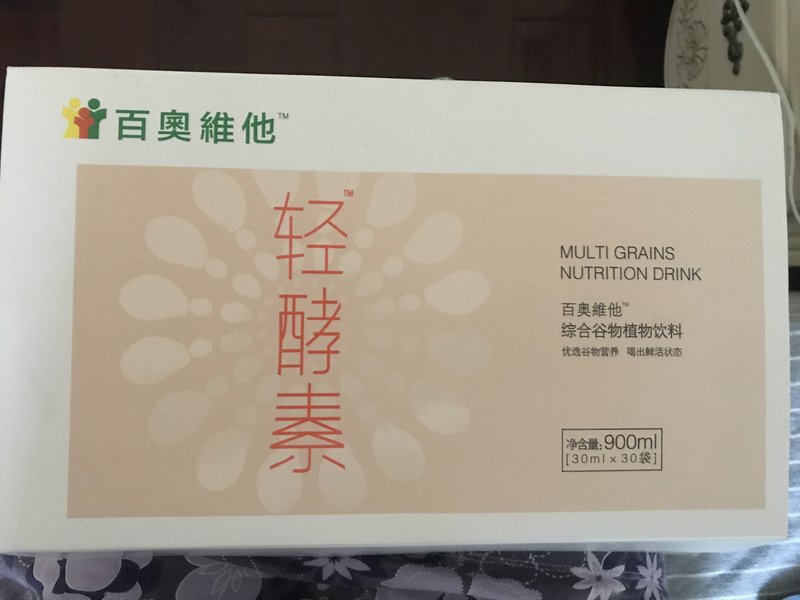 百奧維他™
轻酵素™
MULTI GRAINS
NUTRITION DRINK
百奧維他™
综合谷物植物饮料
优选谷物营养 喝出鲜活状态
净含量:900ml
[30ml x 30袋]